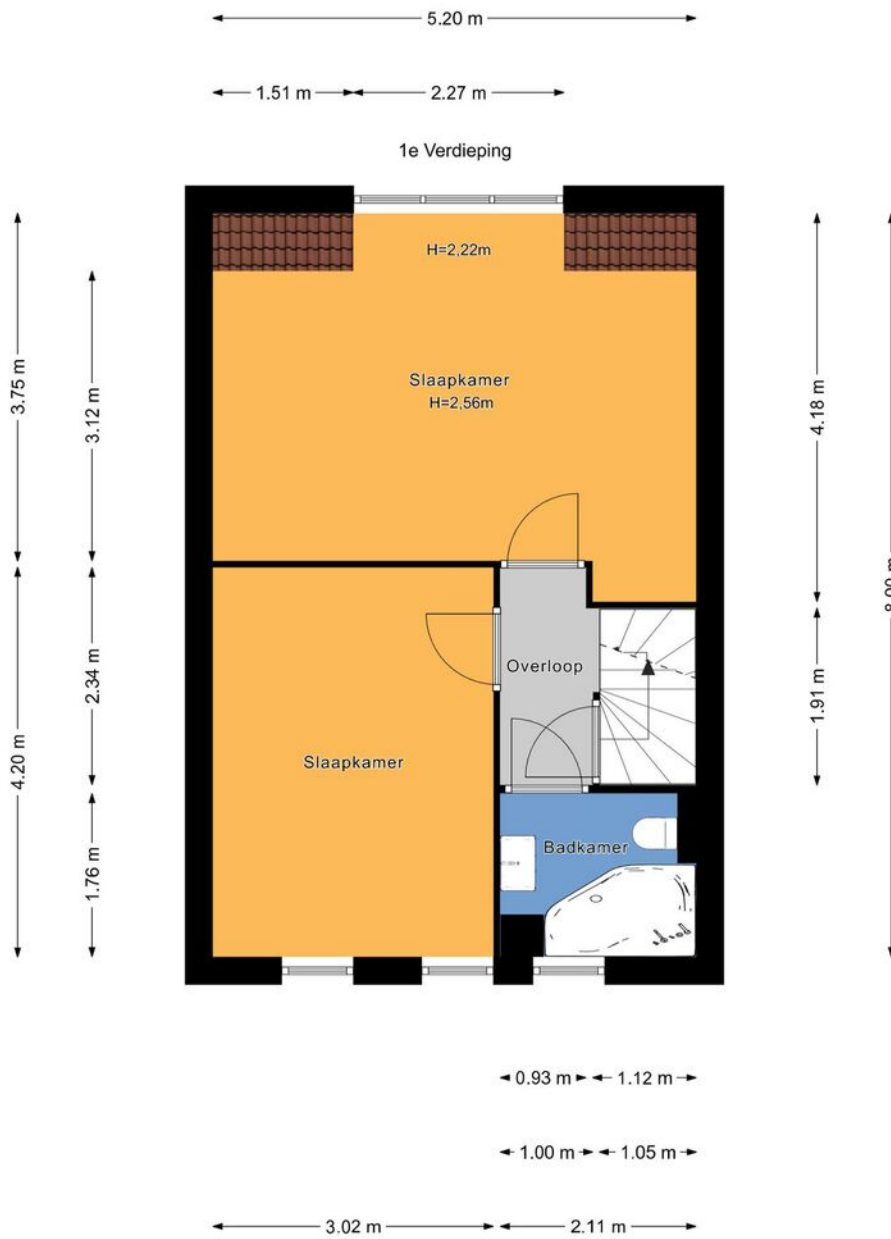 5.20 m
1.51 m
2.27 m
1e Verdieping
H=2,22m
Slaapkamer
H=2,56m
3.75 m
3.12 m
4.18 m
8.00 m
Overloop
2.34 m
1.91 m
4.20 m
Slaapkamer
Badkamer
1.76 m
0.93 m
1.12 m
1.00 m
1.05 m
3.02 m
2.11 m